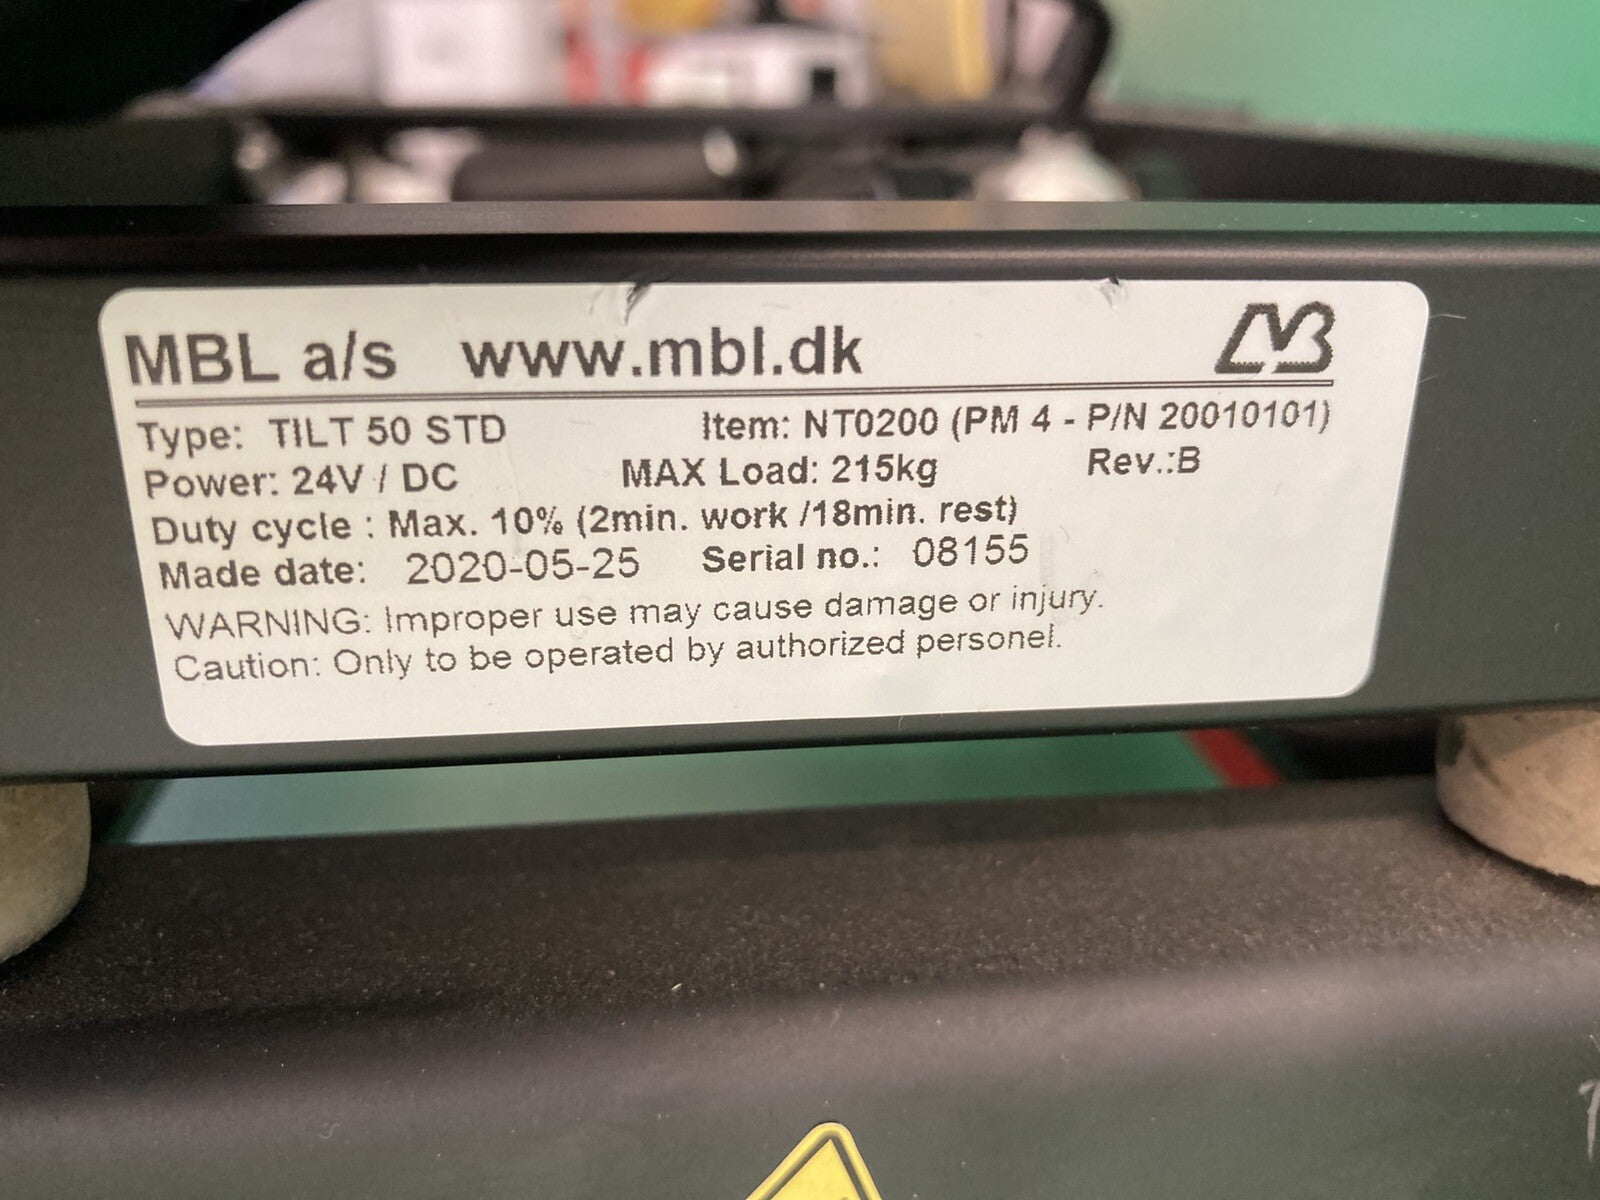 MBL a/s www.mbl.dk
Type: TILT 50 STD Item: NT0200 (PM 4 - P/N 20010101)
Power: 24V / DC MAX Load: 215kg Rev.:B
Duty cycle : Max. 10% (2min. work /18min. rest)
Made date: 2020-05-25 Serial no.: 08155
WARNING: Improper use may cause damage or injury.
Caution: Only to be operated by authorized personel.